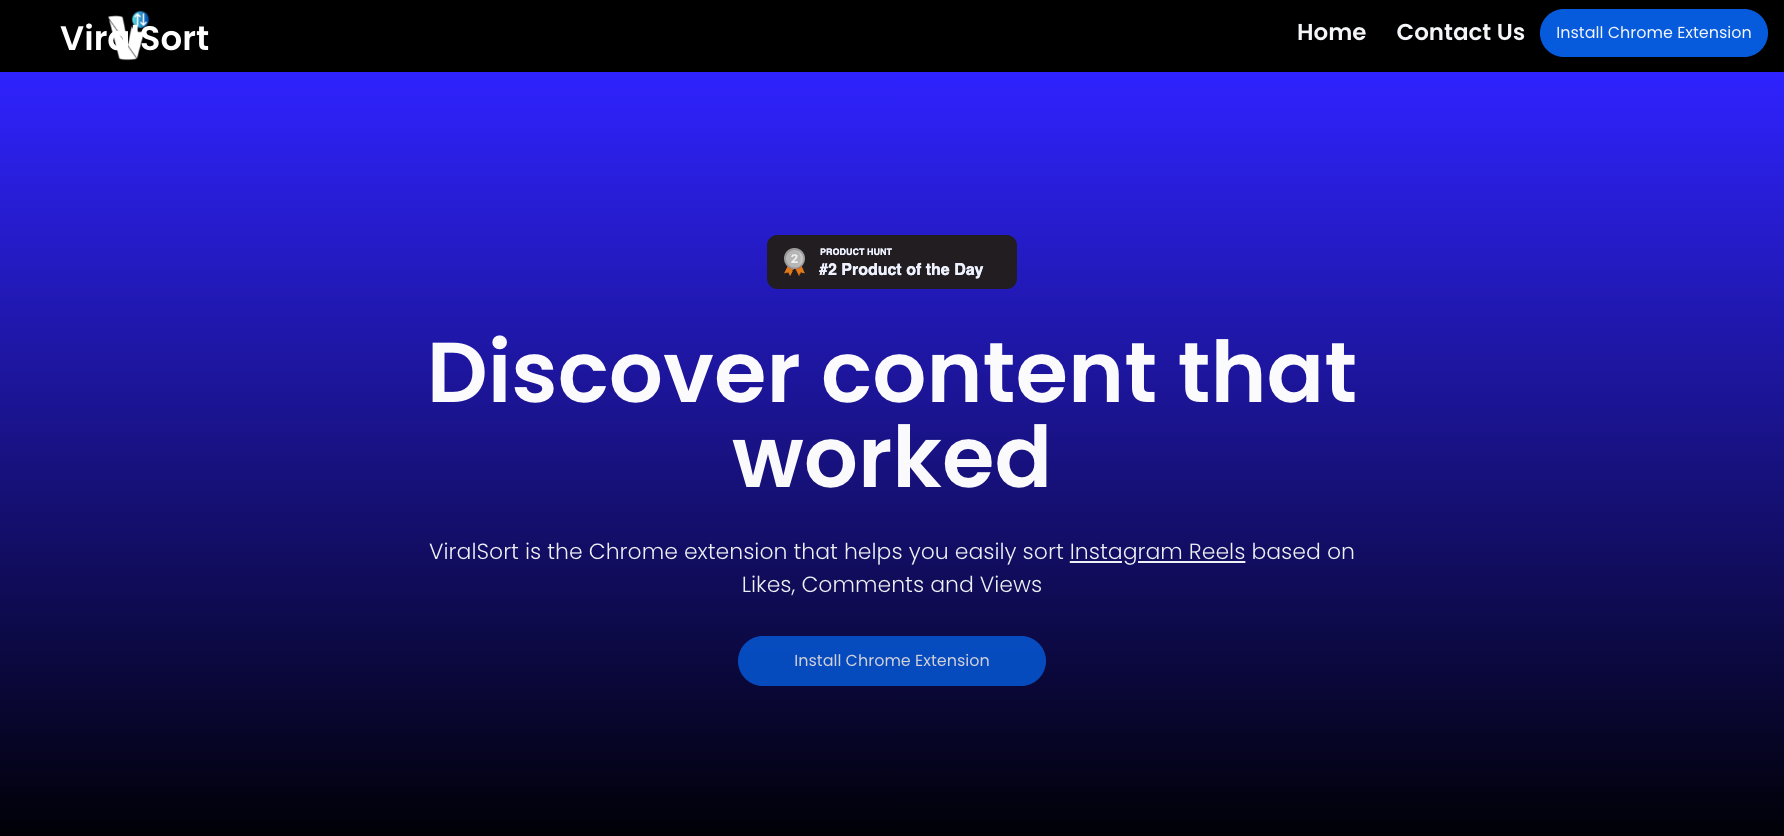 ViralSort
Home
Contact Us
Install Chrome Extension
2
PRODUCT HUNT
#2 Product of the Day
Discover content that
worked
ViralSort is the Chrome extension that helps you easily sort Instagram Reels based on
Likes, Comments and Views
Install Chrome Extension